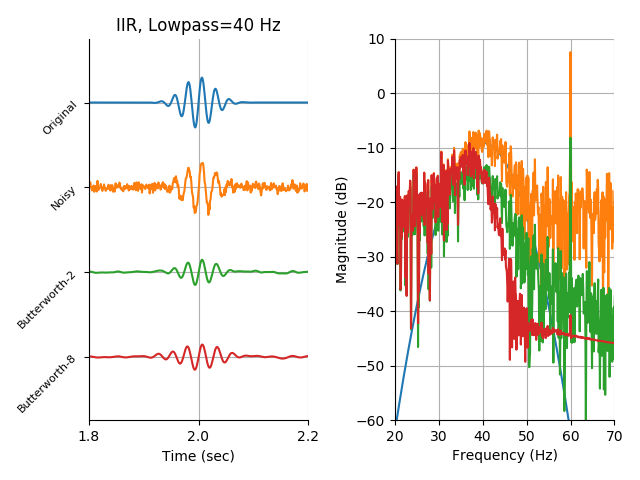 IIR, Lowpass=40 Hz
Original
Noisy
Butterworth-2
Butterworth-8
1.8 2.0 2.2
Time (sec)
10
0
−10
−20
−30
−40
−50
−60
Magnitude (dB)
20 30 40 50 60 70
Frequency (Hz)